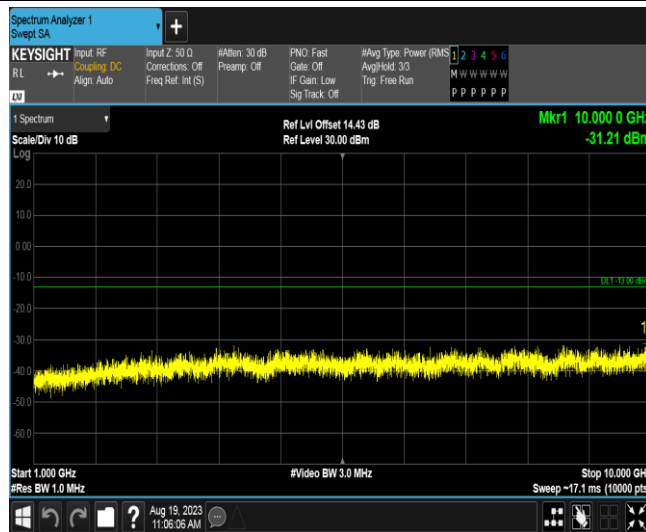 Spectrum Analyzer 1
Swept SA
KEYSIGHT
RL
LXI
Input: RF
Coupling: DC
Align: Auto
Input Z: 50 Ω
Corrections: Off
Freq Ref: Int (S)
#Atten: 30 dB
Preamp: Off
PNO: Fast
Gate: Off
IF Gain: Low
Sig Track: Off
#Avg Type: Power (RMS
Avg|Hold: 3/3
Trig: Free Run
1 2 3 4 5 6
M W W W W W
P P P P P P
1 Spectrum
Scale/Div 10 dB
Ref Lvl Offset 14.43 dB
Ref Level 30.00 dBm
Mkr1 10.000 0 GHz
-31.21 dBm
Log
20.0
10.0
0.00
-10.0
DL1 -13.00 dBm
-20.0
1
-30.0
-40.0
-50.0
-60.0
Start 1.000 GHz
#Video BW 3.0 MHz
Stop 10.000 GHz
#Res BW 1.0 MHz
Sweep ~17.1 ms (10000 pts)
?
Aug 19, 2023
11:06:06 AM